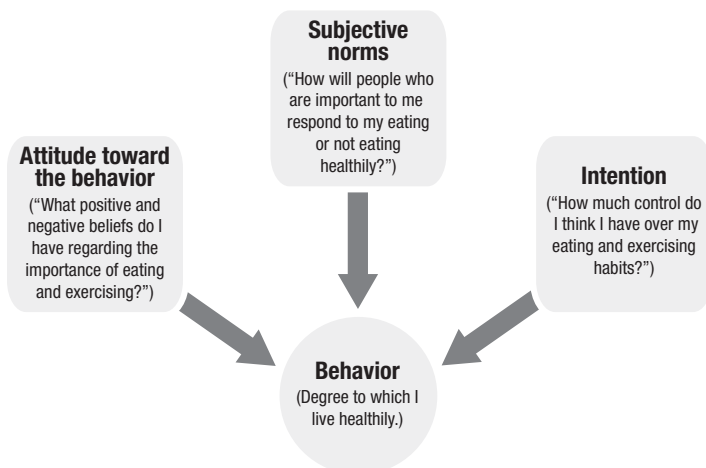 Subjective
norms
(“How will people who
are important to me
respond to my eating
or not eating
healthily?”)
Attitude toward
the behavior
(“What positive and
negative beliefs do I
have regarding the
importance of eating
and exercising?”)
Intention
(“How much control do
I think I have over my
eating and exercising
habits?”)
Behavior
(Degree to which I
live healthily.)